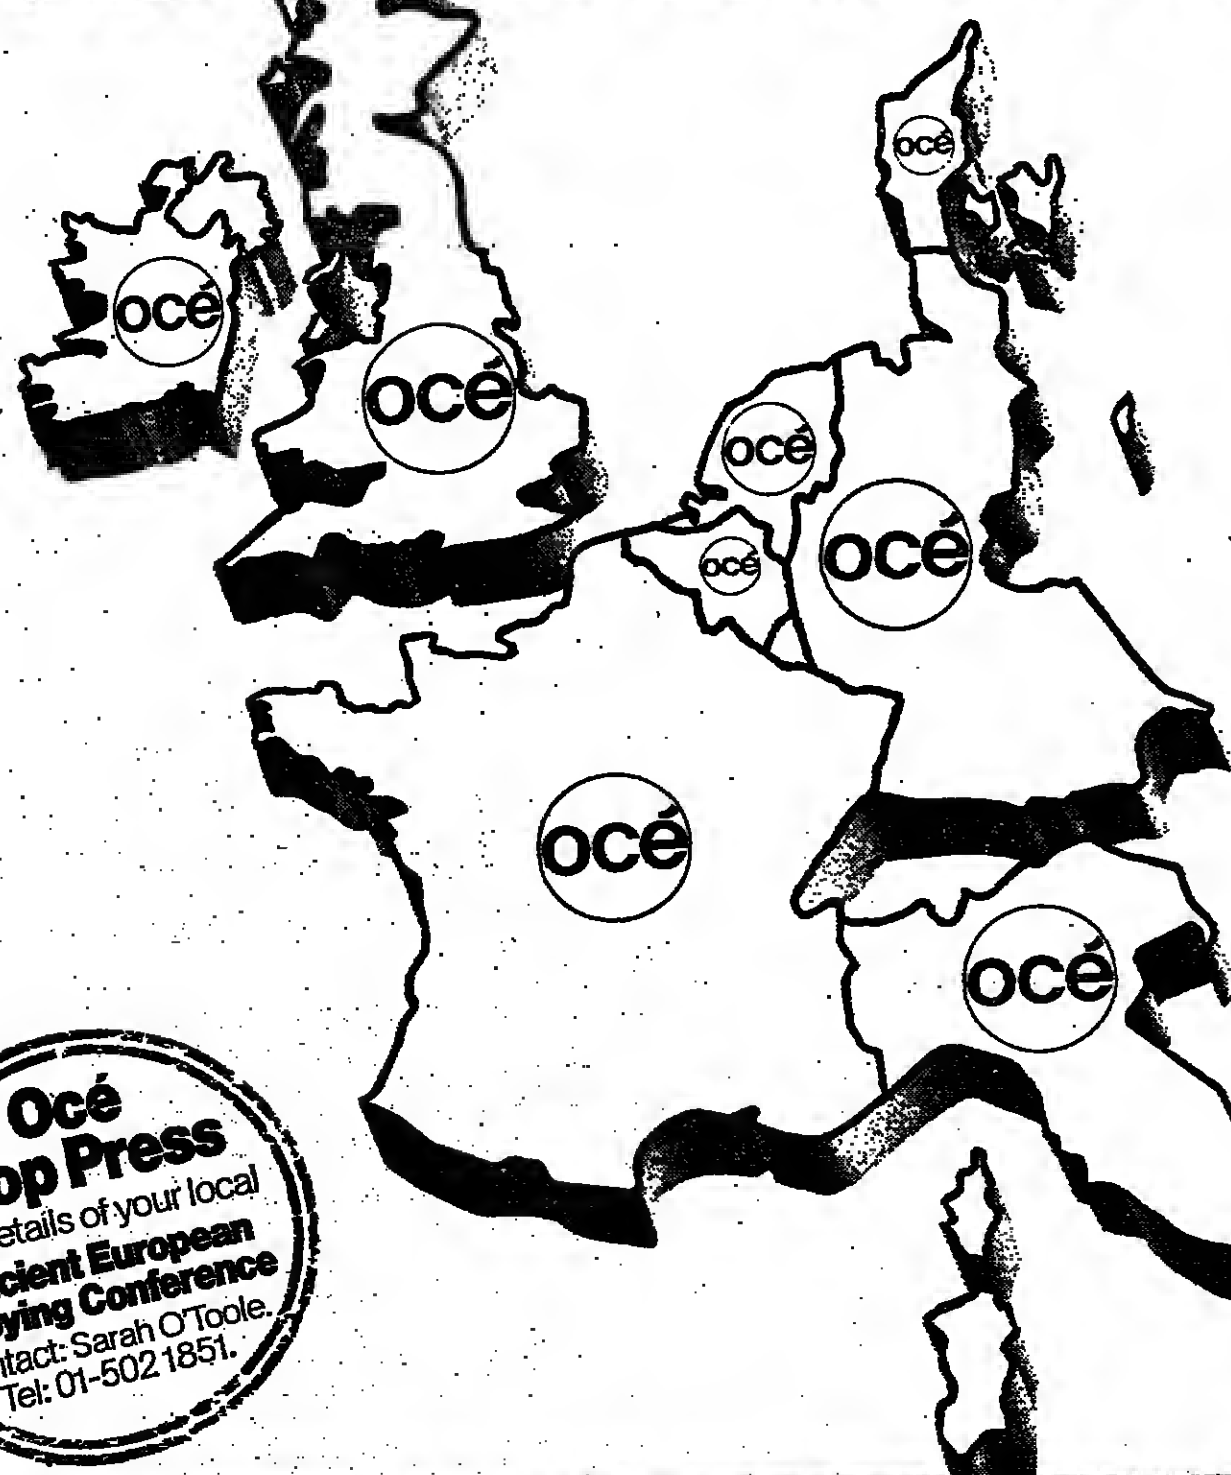 océ
océ
océ
océ
océ
océ
océ
océ
Océ
op Press
etails of your local
cient European
ying Conference
ntact: Sarah O'Toole.
Tel: 01-502 1851.